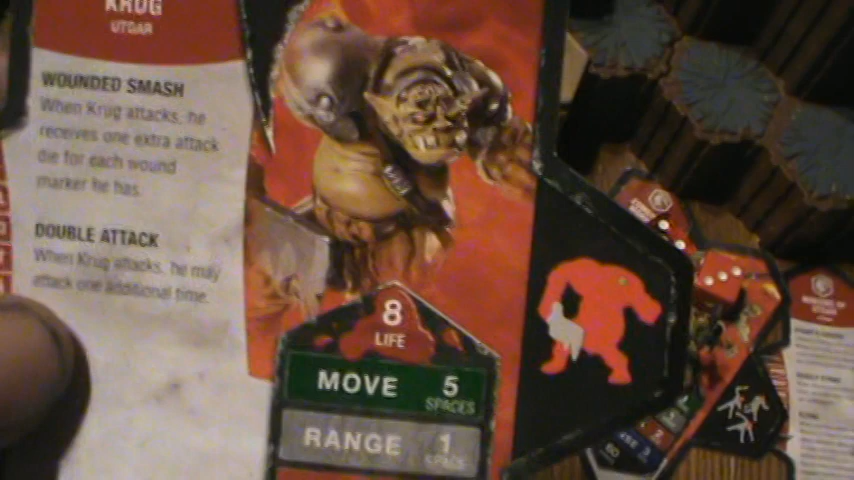 KRUG
UTGAR
WOUNDED SMASH
When Krug attacks, he
receives one extra attack
die for each wound
marker he has.
DOUBLE ATTACK
When Krug attacks, he may
attack one additional time.
8
LIFE
MOVE 5
SPACES
RANGE 1
SPACE